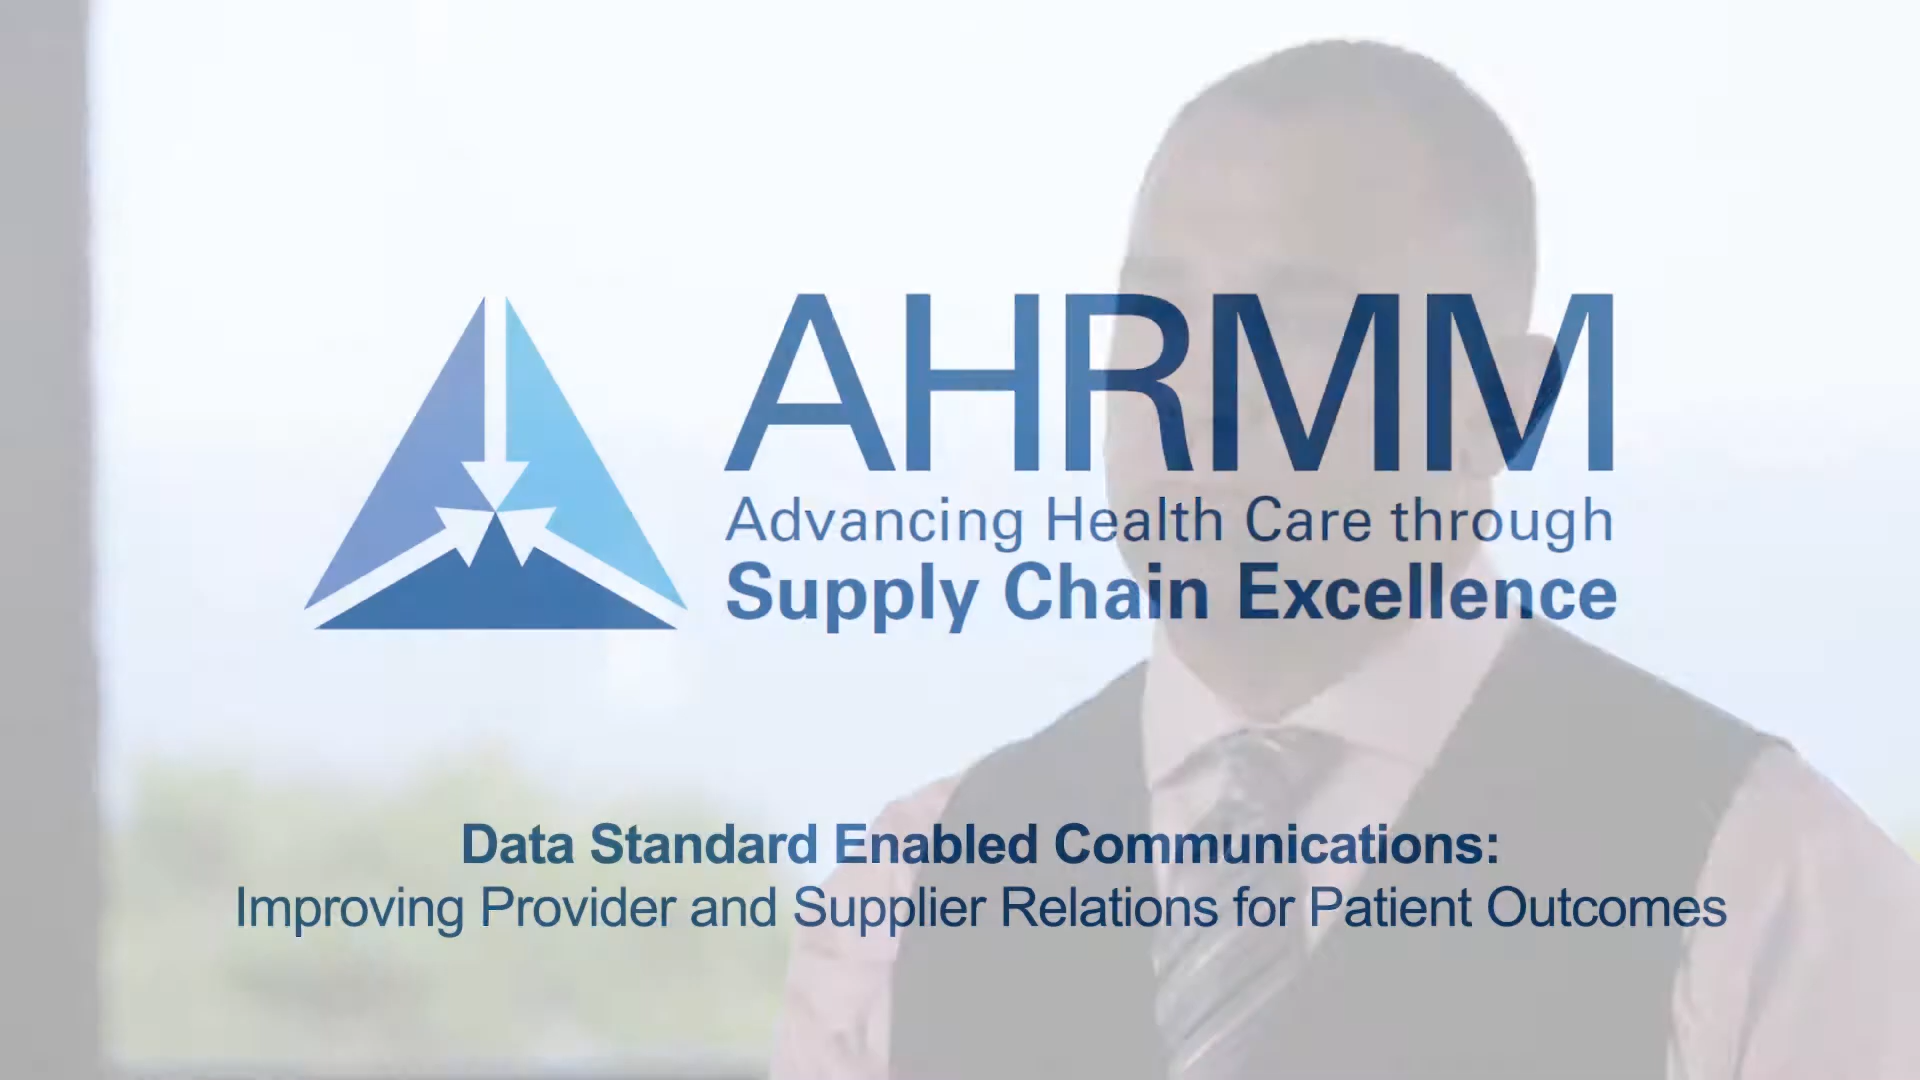 AHRMM
Advancing Health Care through
Supply Chain Excellence
Data Standard Enabled Communications:
Improving Provider and Supplier Relations for Patient Outcomes